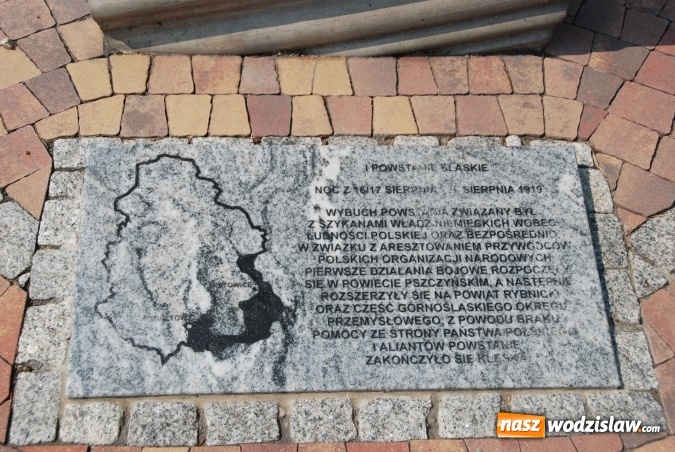 I POWSTANIE ŚLĄSKIE
NOC Z 16/17 SIERPNIA SIERPNIA 1919
WYBUCH POWSTANIA ZWIĄZANY BYŁ
Z SZYKANAMI WŁADZ NIEMIECKICH WOBEC
LUDNOŚCI POLSKIEJ ORAZ BEZPOŚREDNIO
W ZWIĄZKU Z ARESZTOWANIEM PRZYWÓDCÓW
POLSKICH ORGANIZACJI NARODOWYCH
PIERWSZE DZIAŁANIA BOJOWE ROZPOCZĘŁY
SIĘ W POWIECIE PSZCZYŃSKIM, A NASTĘPNIE
ROZSZERZYŁY SIĘ NA POWIAT RYBNICKI
ORAZ CZĘŚĆ GÓRNOŚLĄSKIEGO OKRĘGU
PRZEMYSŁOWEGO. Z POWODU BRAKU
POMOCY ZE STRONY PAŃSTWA POLSKIEGO
I ALIANTÓW POWSTANIE
ZAKOŃCZYŁO SIĘ KLĘSKĄ
KATOWICE
nasz wodzislaw.com